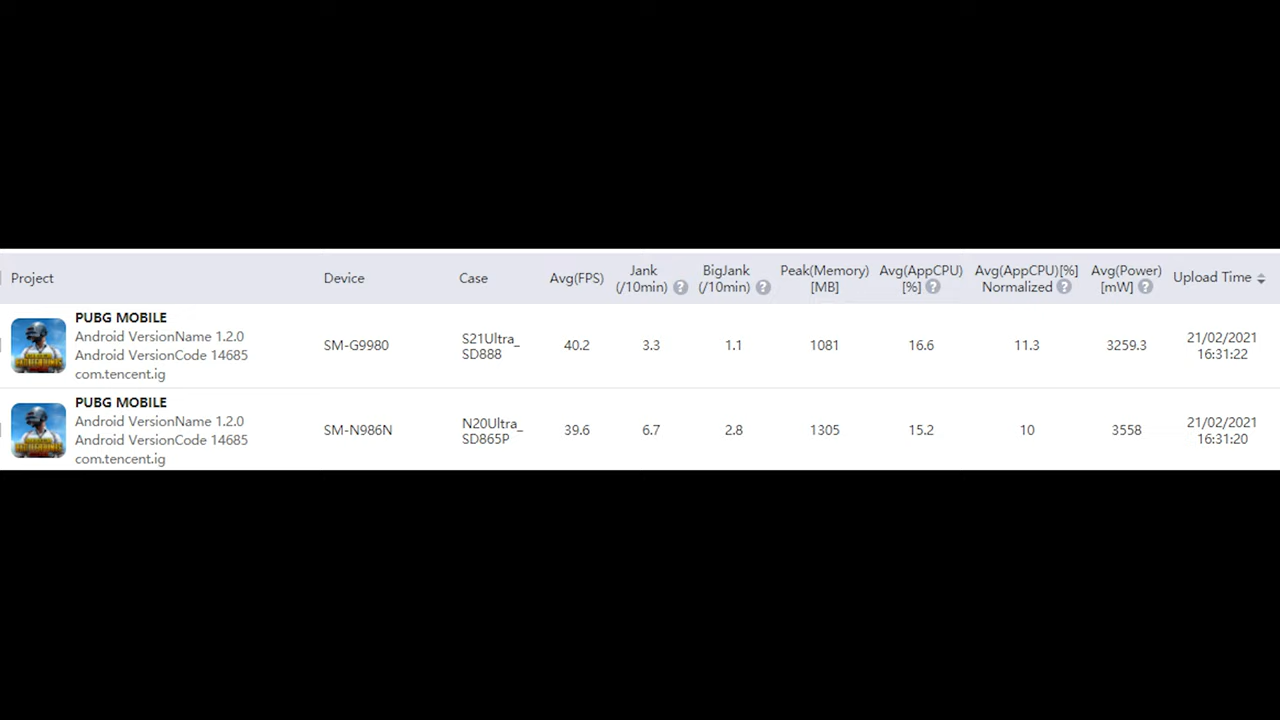 Project Device Case Avg(FPS) Jank (/10min) BigJank (/10min) Peak(Memory) [MB] Avg(AppCPU) [%] Avg(AppCPU)[%] Normalized Avg(Power) [mW] Upload Time
PUBG MOBILE
Android VersionName 1.2.0
Android VersionCode 14685
com.tencent.ig
SM-G9980 S21Ultra_ SD888 40.2 3.3 1.1 1081 16.6 11.3 3259.3 21/02/2021 16:31:22
PUBG MOBILE
Android VersionName 1.2.0
Android VersionCode 14685
com.tencent.ig
SM-N986N N20Ultra_ SD865P 39.6 6.7 2.8 1305 15.2 10 3558 21/02/2021 16:31:20